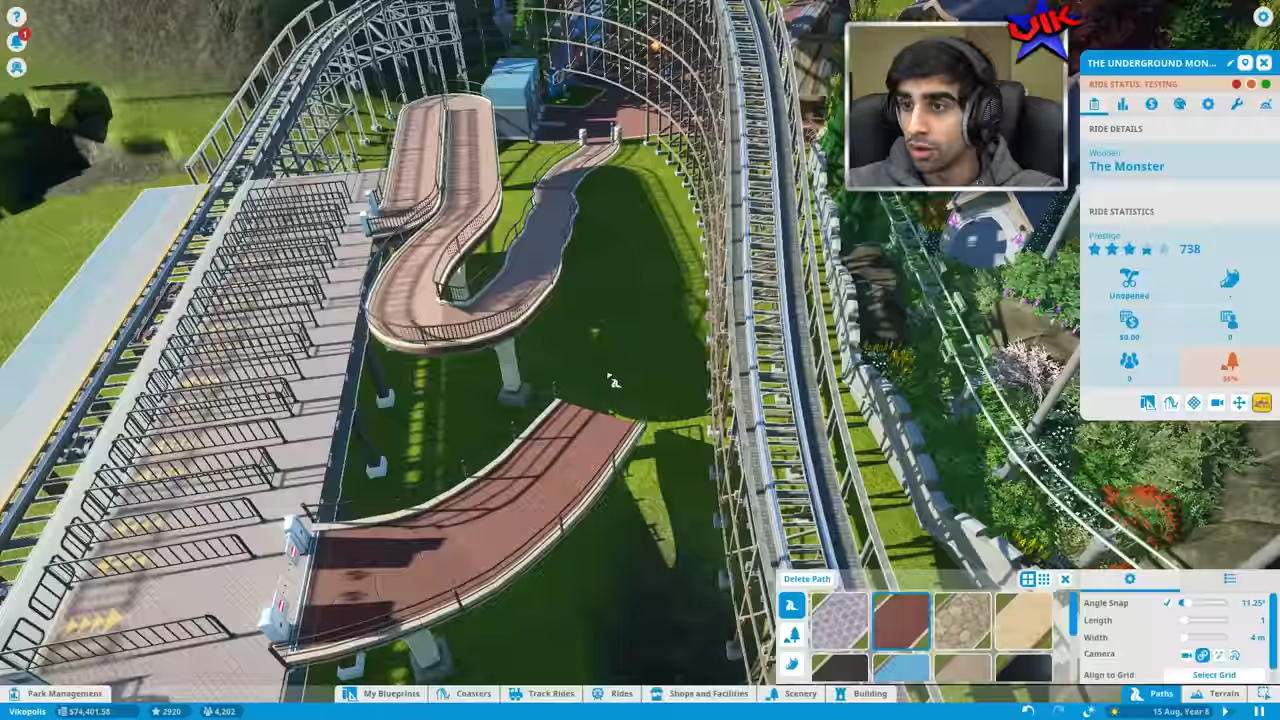 ?
1
VIK
THE UNDERGROUND MON...
RIDE STATUS: TESTING
RIDE DETAILS
Wooden
The Monster
RIDE STATISTICS
Prestige
738
Unopened
-
$0.00
0
0
Delete Path
Angle Snap
11.25°
Length
1
Width
4 m
Camera
Align to Grid
Select Grid
Park Management
My Blueprints
Coasters
Track Rides
Rides
Shops and Facilities
Scenery
Building
Paths
Terrain
Vikopolis
$74,401.58
2920
4,202
15 Aug, Year 8